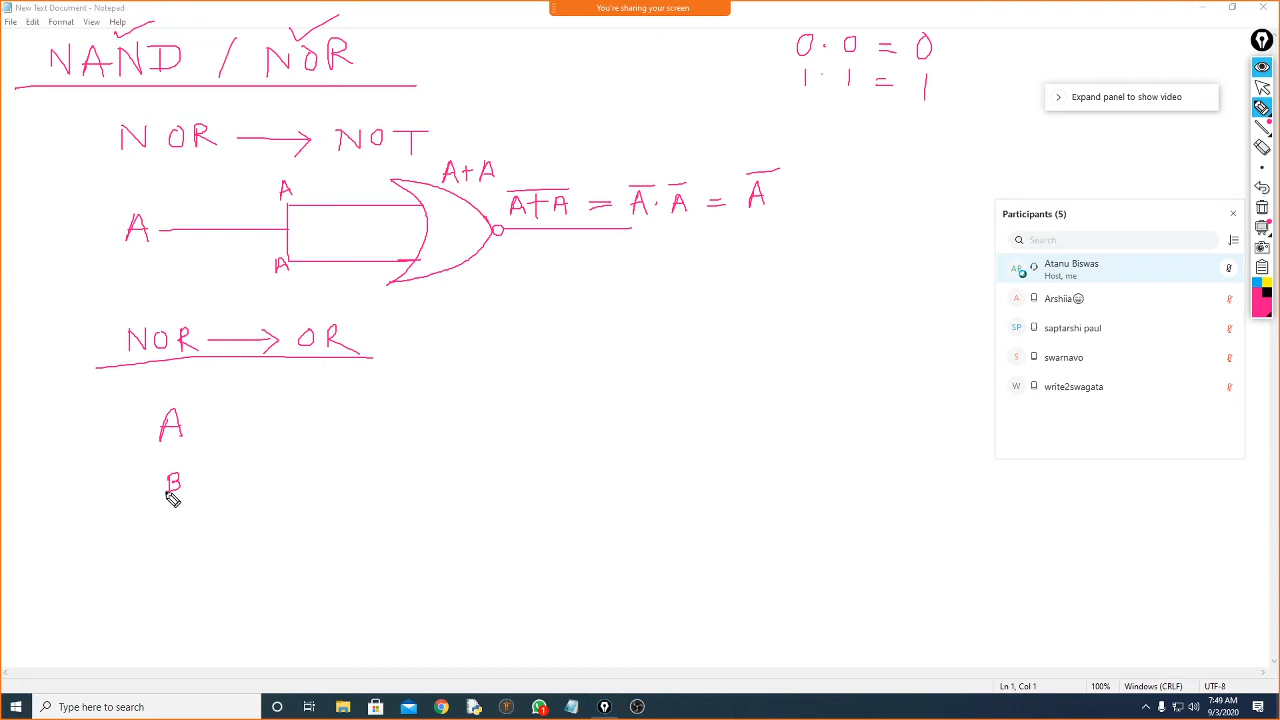 New Text Document - Notepad
You're sharing your screen
File Edit Format View Help
NAND / NOR
0 · 0 = 0
1 · 1 = 1
Expand panel to show video
NOR → NOT
A A+A
A A̅+̅A̅ = A̅ · A̅ = A̅
A
Participants (5)
Search
AB Atanu Biswas
Host, me
A Arshiia😊
SP saptarshi paul
S swarnavo
W write2swagata
NOR → OR
A
B
Ln 1, Col 1 100% Windows (CRLF) UTF-8
Type here to search
1
7:49 AM
9/3/2020